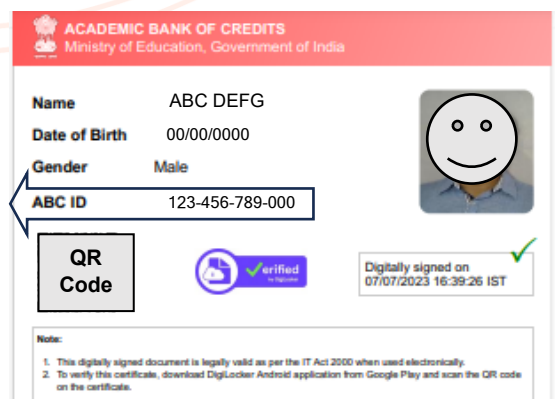 ACADEMIC BANK OF CREDITS
Ministry of Education, Government of India
Name ABC DEFG
Date of Birth 00/00/0000
Gender Male
ABC ID 123-456-789-000
QR
Code
Verified
by DigiLocker
Digitally signed on
07/07/2023 16:39:26 IST
Note:
1. This digitally signed document is legally valid as per the IT Act 2000 when used electronically.
2. To verify this certificate, download DigiLocker Android application from Google Play and scan the QR code
on the certificate.